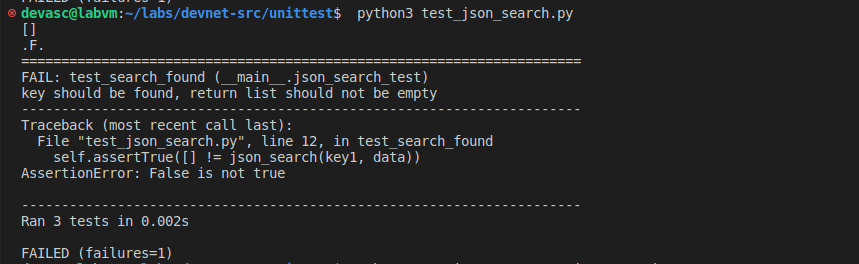 FAILED (failures=1)
devasc@labvm:~/labs/devnet-src/unittest$ python3 test_json_search.py
[]
.F.
======================================================================
FAIL: test_search_found (__main__.json_search_test)
key should be found, return list should not be empty
----------------------------------------------------------------------
Traceback (most recent call last):
  File "test_json_search.py", line 12, in test_search_found
    self.assertTrue([] != json_search(key1, data))
AssertionError: False is not true

----------------------------------------------------------------------
Ran 3 tests in 0.002s

FAILED (failures=1)